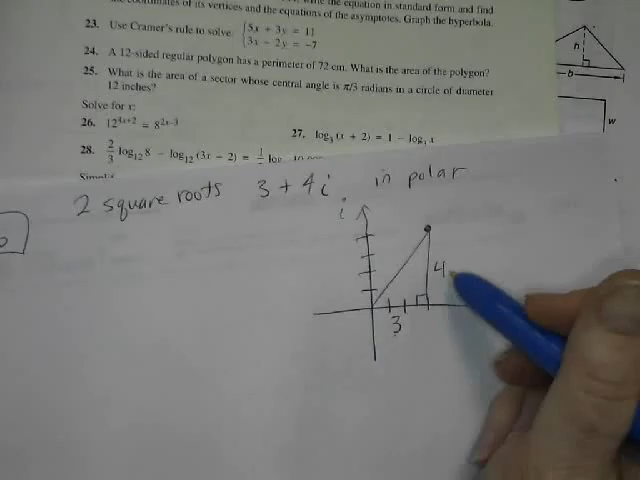 coordinates of its vertices and the equations of the asymptotes. Graph the hyperbola.
the equation in standard form and find
23. Use Cramer's rule to solve: { 5x + 3y = 11
3x - 2y = -7
24. A 12-sided regular polygon has a perimeter of 72 cm. What is the area of the polygon?
25. What is the area of a sector whose central angle is π/3 radians in a circle of diameter
12 inches?
Solve for x:
26. 12^{3x+2} = 8^{2x-3}
27. log₃ (x + 2) = 1 - log₃ x
28. 2/3 log₁₂ 8 - log₁₂ (3x - 2) =
2 square roots 3 + 4i in polar
i
4
3
h
b
w